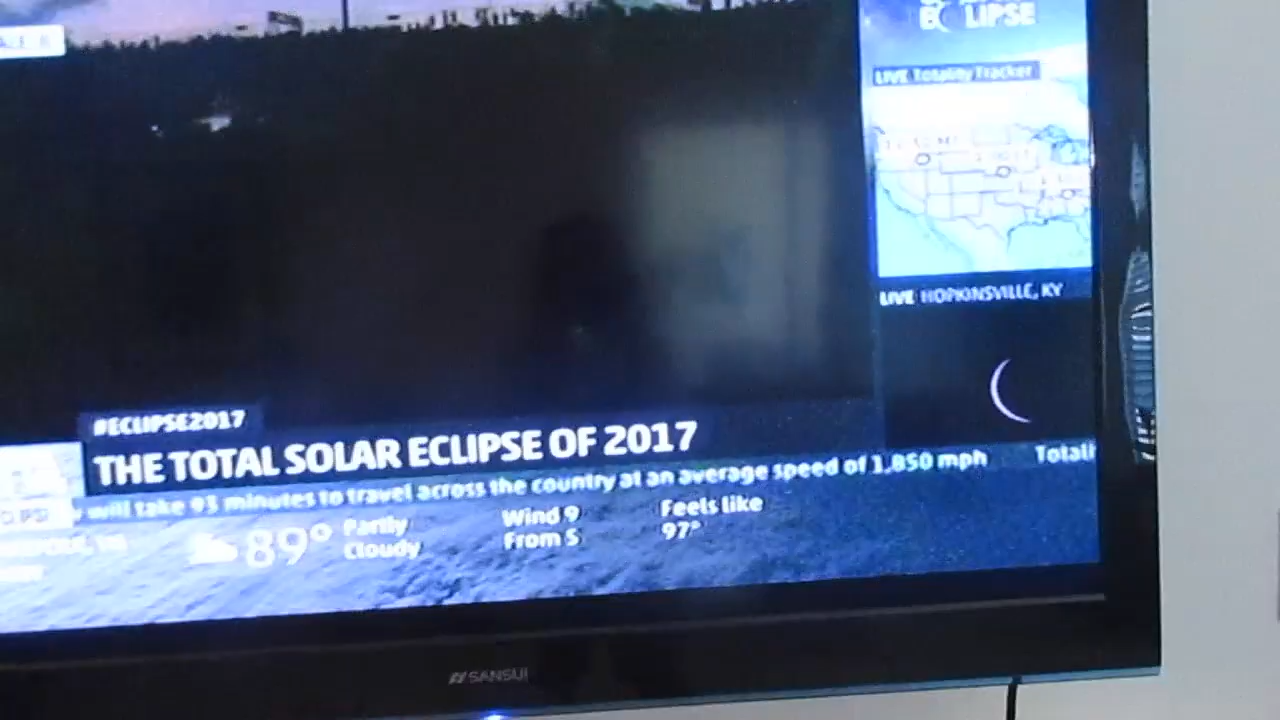 ECLIPSE
LIVE Totality Tracker
LIVE HOPKINSVILLE, KY
#ECLIPSE2017
THE TOTAL SOLAR ECLIPSE OF 2017
will take 93 minutes to travel across the country at an average speed of 1,850 mph Totali
89° Partly Cloudy
Wind 9 From S
Feels like 97°
SANSUI